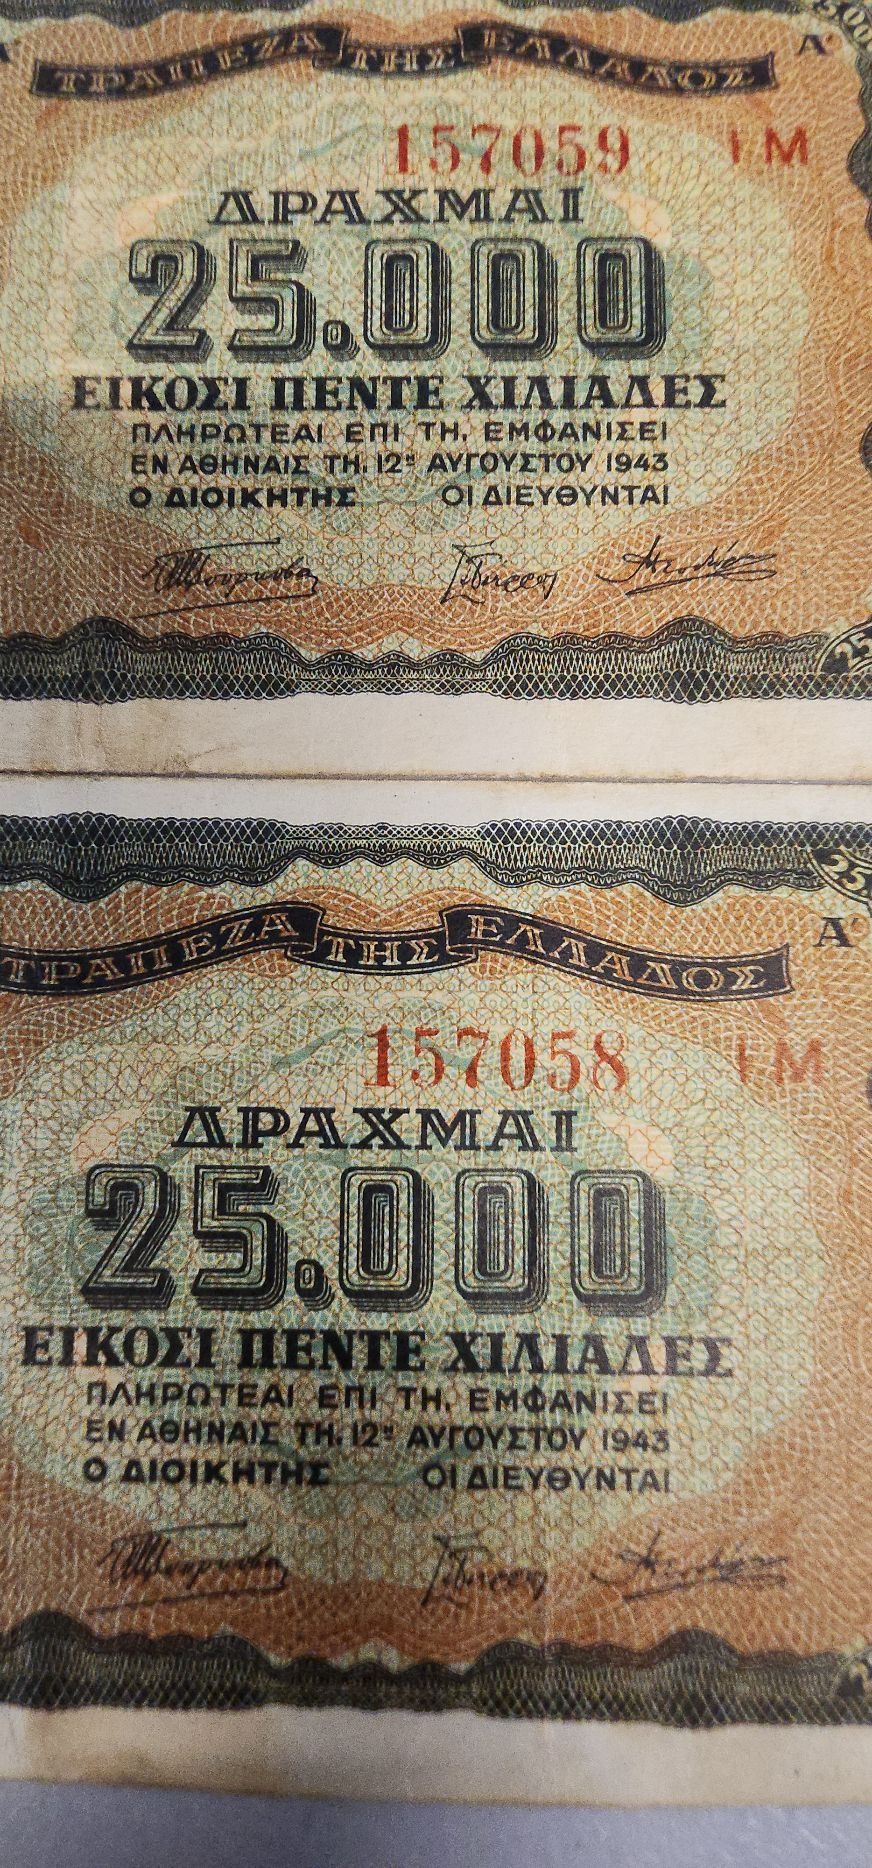 Α'
ΤΡΑΠΕΖΑ ΤΗΣ ΕΛΛΑΔΟΣ
157059 ΙΜ
ΔΡΑΧΜΑΙ
25.000
ΕΙΚΟΣΙ ΠΕΝΤΕ ΧΙΛΙΑΔΕΣ
ΠΛΗΡΩΤΕΑΙ ΕΠΙ ΤΗ, ΕΜΦΑΝΙΣΕΙ
ΕΝ ΑΘΗΝΑΙΣ ΤΗ, 12ῃ ΑΥΓΟΥΣΤΟΥ 1943
Ο ΔΙΟΙΚΗΤΗΣ ΟΙ ΔΙΕΥΘΥΝΤΑΙ
Α'
ΤΡΑΠΕΖΑ ΤΗΣ ΕΛΛΑΔΟΣ
157058 ΙΜ
ΔΡΑΧΜΑΙ
25.000
ΕΙΚΟΣΙ ΠΕΝΤΕ ΧΙΛΙΑΔΕΣ
ΠΛΗΡΩΤΕΑΙ ΕΠΙ ΤΗ, ΕΜΦΑΝΙΣΕΙ
ΕΝ ΑΘΗΝΑΙΣ ΤΗ, 12ῃ ΑΥΓΟΥΣΤΟΥ 1943
Ο ΔΙΟΙΚΗΤΗΣ ΟΙ ΔΙΕΥΘΥΝΤΑΙ